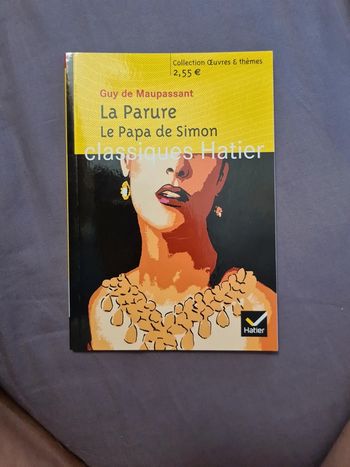 Collection Œuvres & thèmes
2,55 €
Guy de Maupassant
La Parure
Le Papa de Simon
classiques Hatier
Hatier